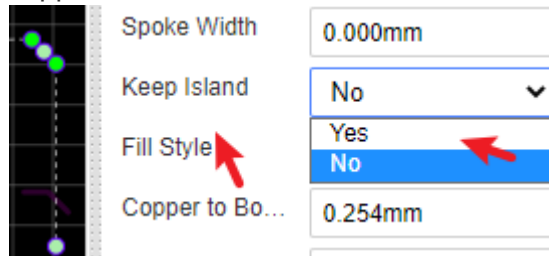 Spoke Width 0.000mm
Keep Island No
Yes
Fill Style
No
Copper to Bo... 0.254mm